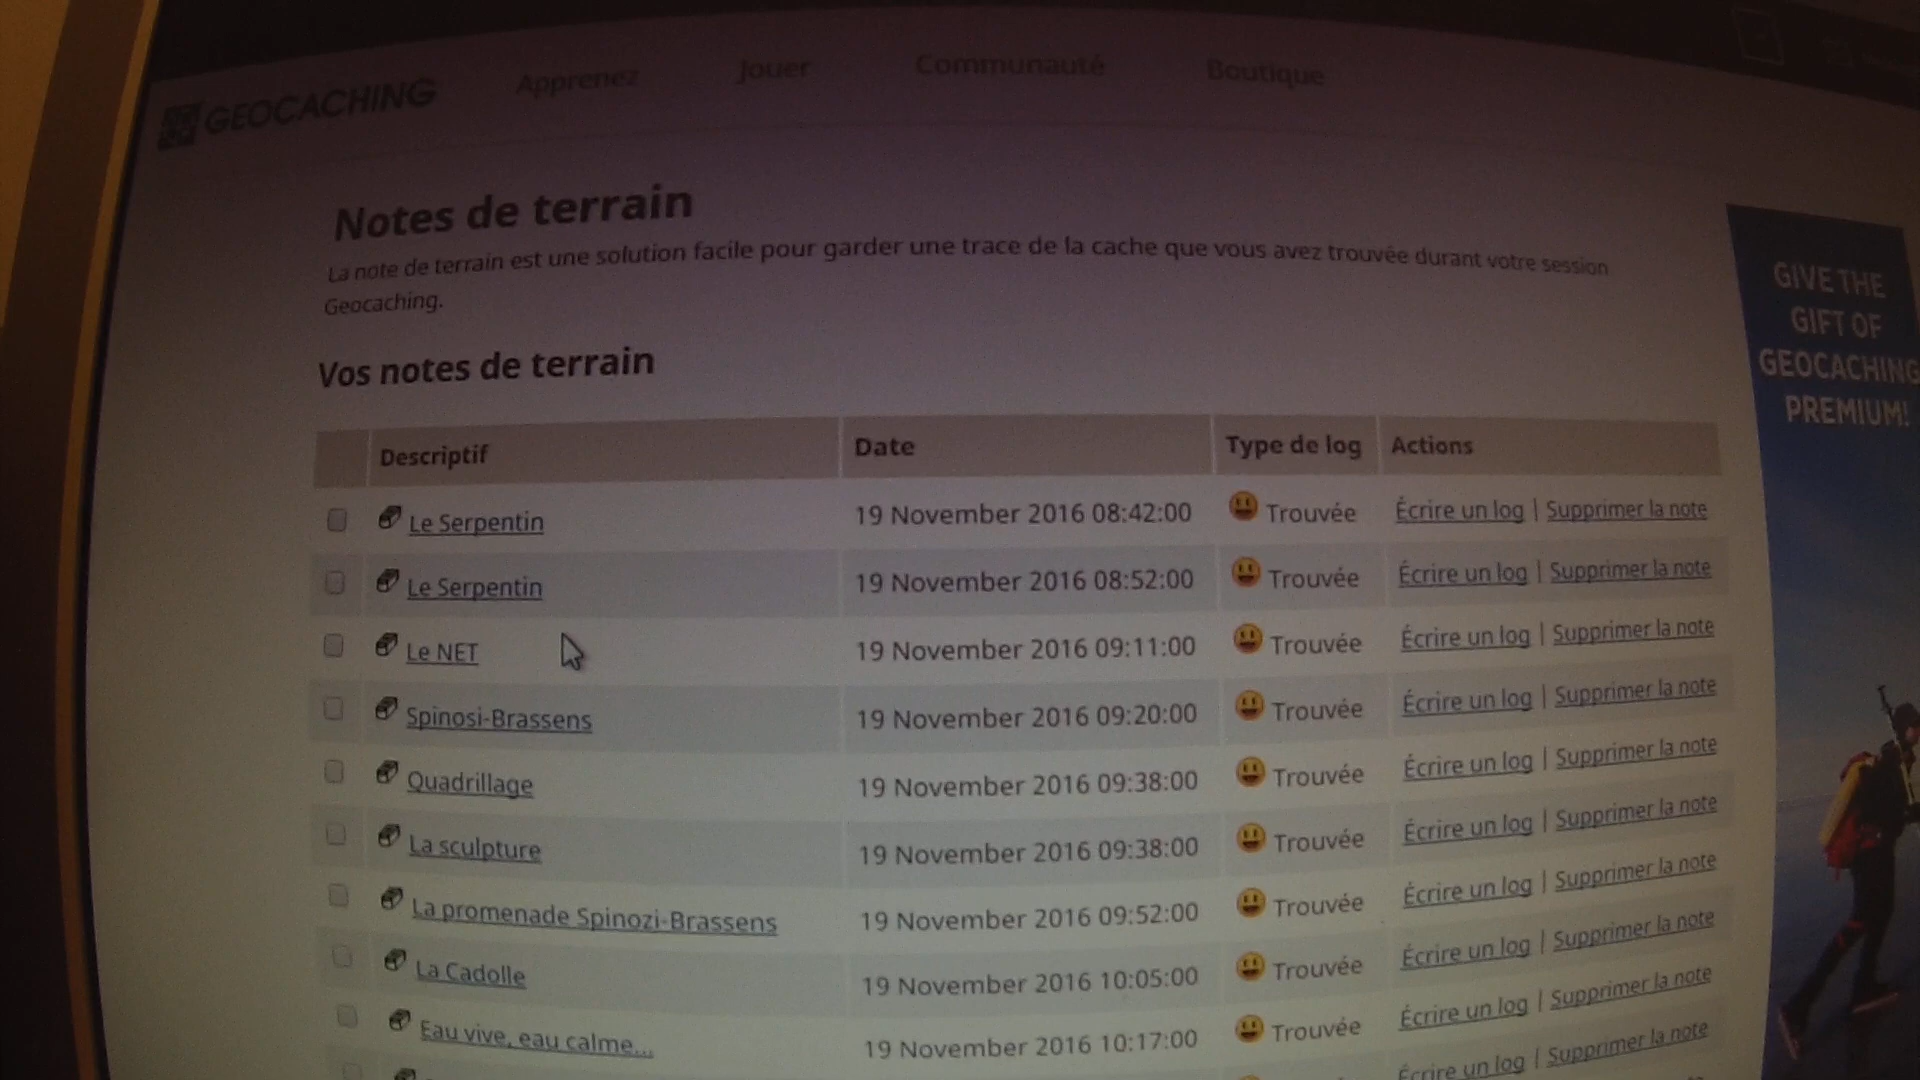 GEOCACHING Apprenez Jouer Communauté Boutique
Notes de terrain
La note de terrain est une solution facile pour garder une trace de la cache que vous avez trouvée durant votre session
Geocaching.
Vos notes de terrain
Descriptif Date Type de log Actions
Le Serpentin 19 November 2016 08:42:00 Trouvée Écrire un log | Supprimer la note
Le Serpentin 19 November 2016 08:52:00 Trouvée Écrire un log | Supprimer la note
Le NET 19 November 2016 09:11:00 Trouvée Écrire un log | Supprimer la note
Spinosi-Brassens 19 November 2016 09:20:00 Trouvée Écrire un log | Supprimer la note
Quadrillage 19 November 2016 09:38:00 Trouvée Écrire un log | Supprimer la note
La sculpture 19 November 2016 09:38:00 Trouvée Écrire un log | Supprimer la note
La promenade Spinozi-Brassens 19 November 2016 09:52:00 Trouvée Écrire un log | Supprimer la note
La Cadolle 19 November 2016 10:05:00 Trouvée Écrire un log | Supprimer la note
Eau vive, eau calme... 19 November 2016 10:17:00 Trouvée Écrire un log | Supprimer la note
Écrire un log | Supprimer la note
GIVE THE
GIFT OF
GEOCACHING
PREMIUM!